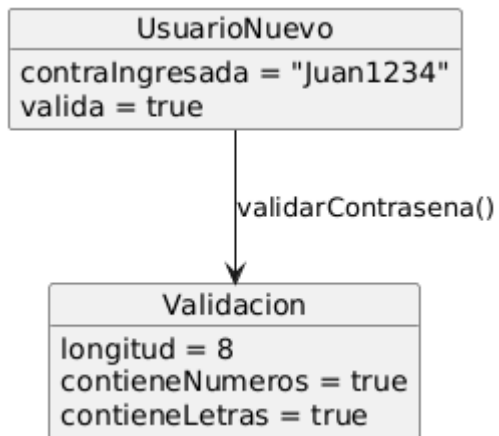 UsuarioNuevo
contraIngresada = "Juan1234"
valida = true
validarContrasena()
Validacion
longitud = 8
contieneNumeros = true
contieneLetras = true